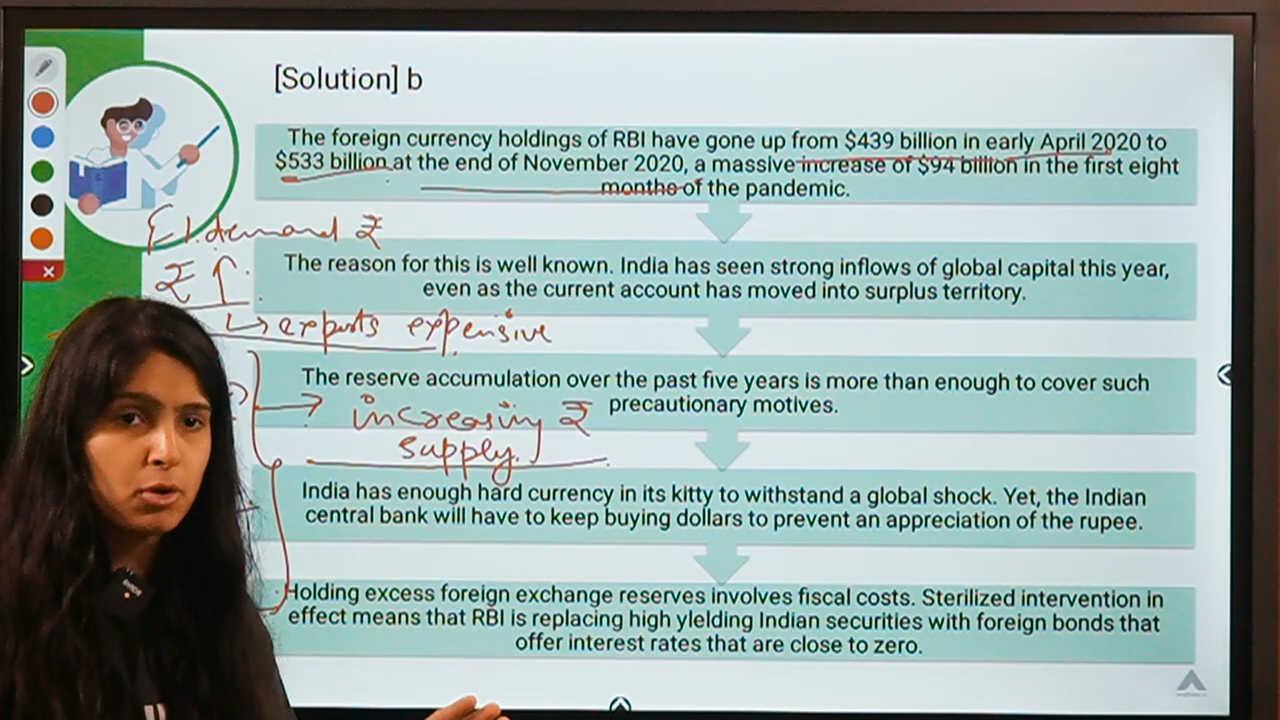 [Solution] b
The foreign currency holdings of RBI have gone up from $439 billion in early April 2020 to
$533 billion at the end of November 2020, a massive increase of $94 billion in the first eight
months of the pandemic.
demand ₹
₹ ↑
The reason for this is well known. India has seen strong inflows of global capital this year,
even as the current account has moved into surplus territory.
↳ exports expensive
The reserve accumulation over the past five years is more than enough to cover such
precautionary motives.
→ increasing ₹
supply.
India has enough hard currency in its kitty to withstand a global shock. Yet, the Indian
central bank will have to keep buying dollars to prevent an appreciation of the rupee.
Holding excess foreign exchange reserves involves fiscal costs. Sterilized intervention in
effect means that RBI is replacing high ylelding Indian securities with foreign bonds that
offer interest rates that are close to zero.